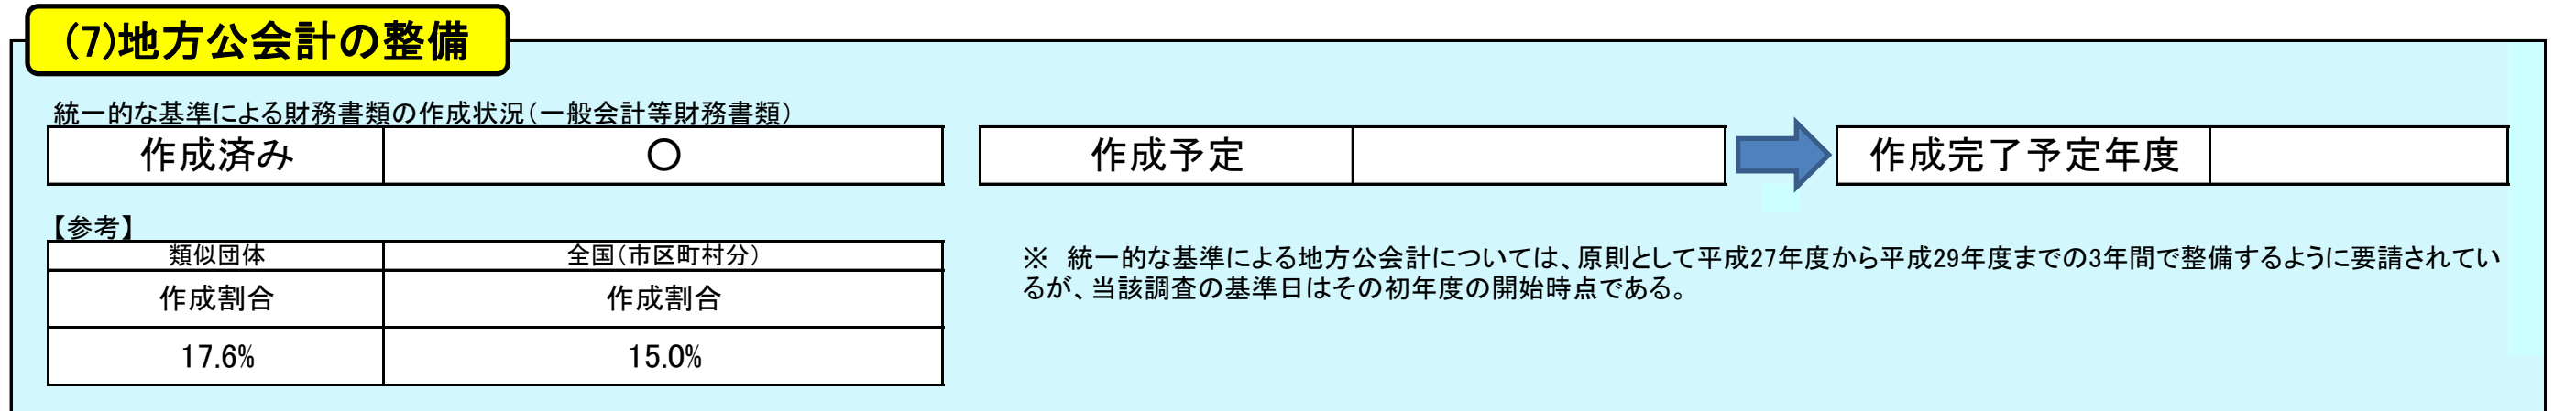 (7)地方公会計の整備
統一的な基準による財務書類の作成状況(一般会計等財務書類)
作成済み ○ 作成予定 作成完了予定年度
【参考】
類似団体 全国(市区町村分)
作成割合 作成割合
17.6% 15.0%
※ 統一的な基準による地方公会計については、原則として平成27年度から平成29年度までの3年間で整備するように要請されてい
るが、当該調査の基準日はその初年度の開始時点である。